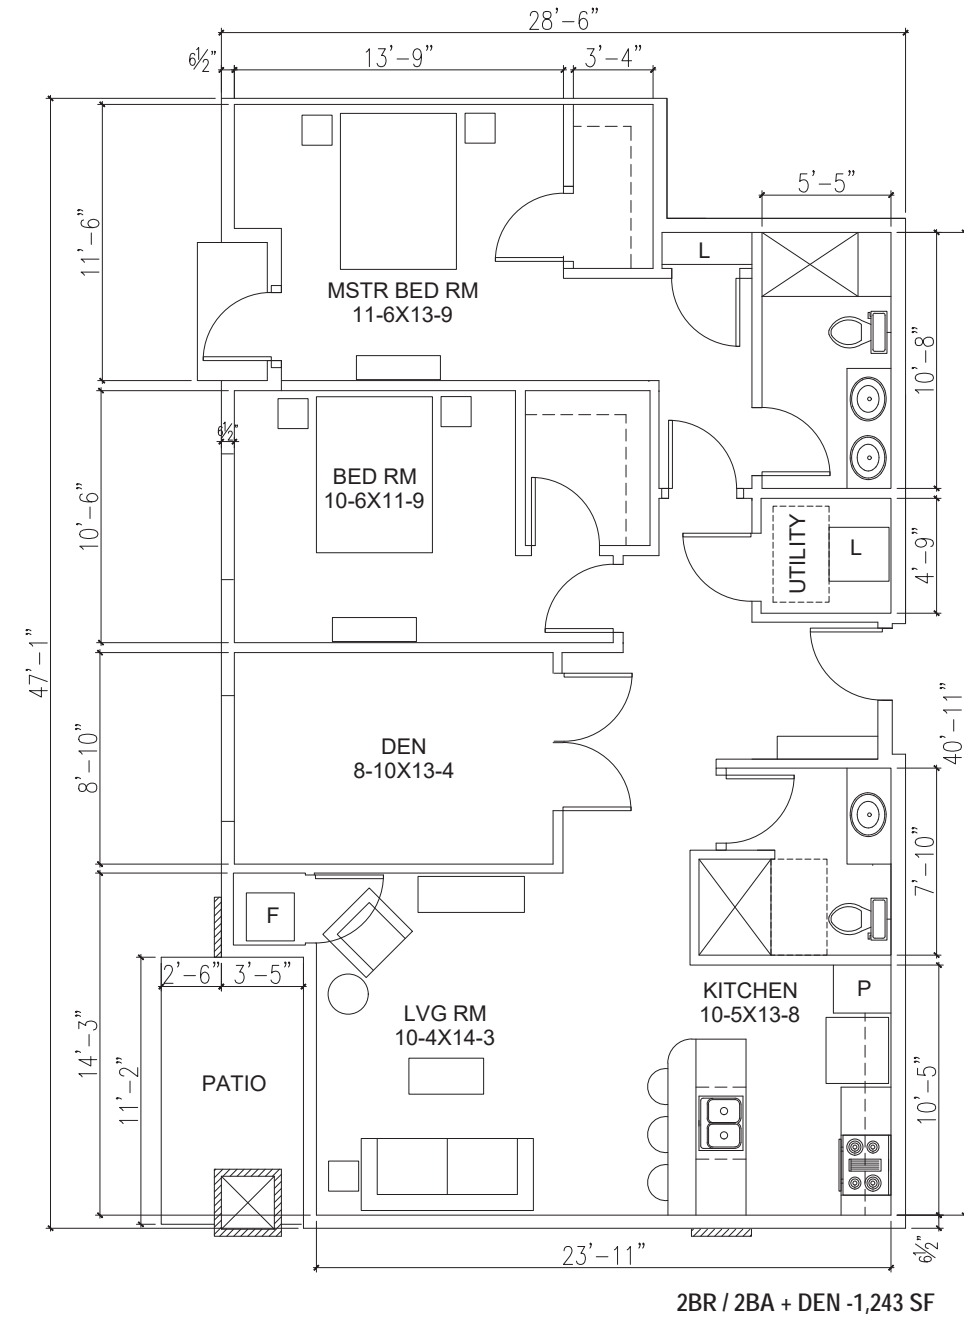 28'-6"
6½"
13'-9"
3'-4"
5'-5"
11'-6"
L
MSTR BED RM
11-6X13-9
10'-8"
6½"
BED RM
10-6X11-9
10'-6"
UTILITY
L
4'-9"
47'-1"
40'-11"
DEN
8-10X13-4
8'-10"
7'-10"
F
2'-6"
3'-5"
KITCHEN
10-5X13-8
P
LVG RM
10-4X14-3
14'-3"
11'-2"
PATIO
10'-5"
23'-11"
6½"
2BR / 2BA + DEN -1,243 SF